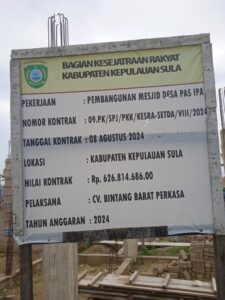 BAGIAN KESEJATRAAN RAKYAT
KABUPATEN KEPULAUAN SULA
PEKERJAAN : PEMBANGUNAN MESJID DESA PAS IPA
NOMOR KONTRAK : 09.PK/SPJ/PKK/KESRA-SETDA/VIII/2024
TANGGAL KONTRAK : 08 AGUSTUS 2024
LOKASI : KABUPATEN KEPULAUAN SULA
NILAI KONTRAK : Rp. 626.814.686.00
PELAKSANA : CV. BINTANG BARAT PERKASA
TAHUN ANGGARAN : 2024